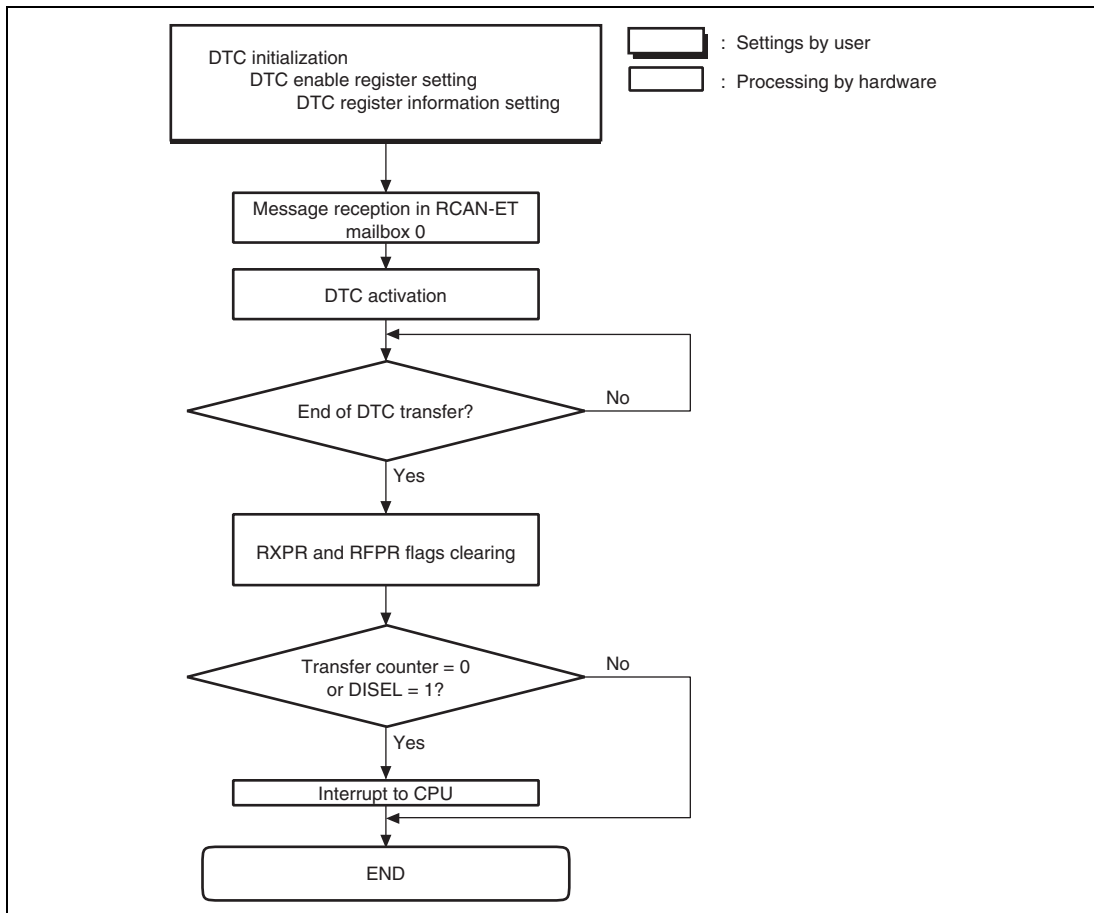 DTC initialization
DTC enable register setting
DTC register information setting
: Settings by user
: Processing by hardware
Message reception in RCAN-ET
mailbox 0
DTC activation
End of DTC transfer?
No
Yes
RXPR and RFPR flags clearing
Transfer counter = 0
or DISEL = 1?
No
Yes
Interrupt to CPU
END